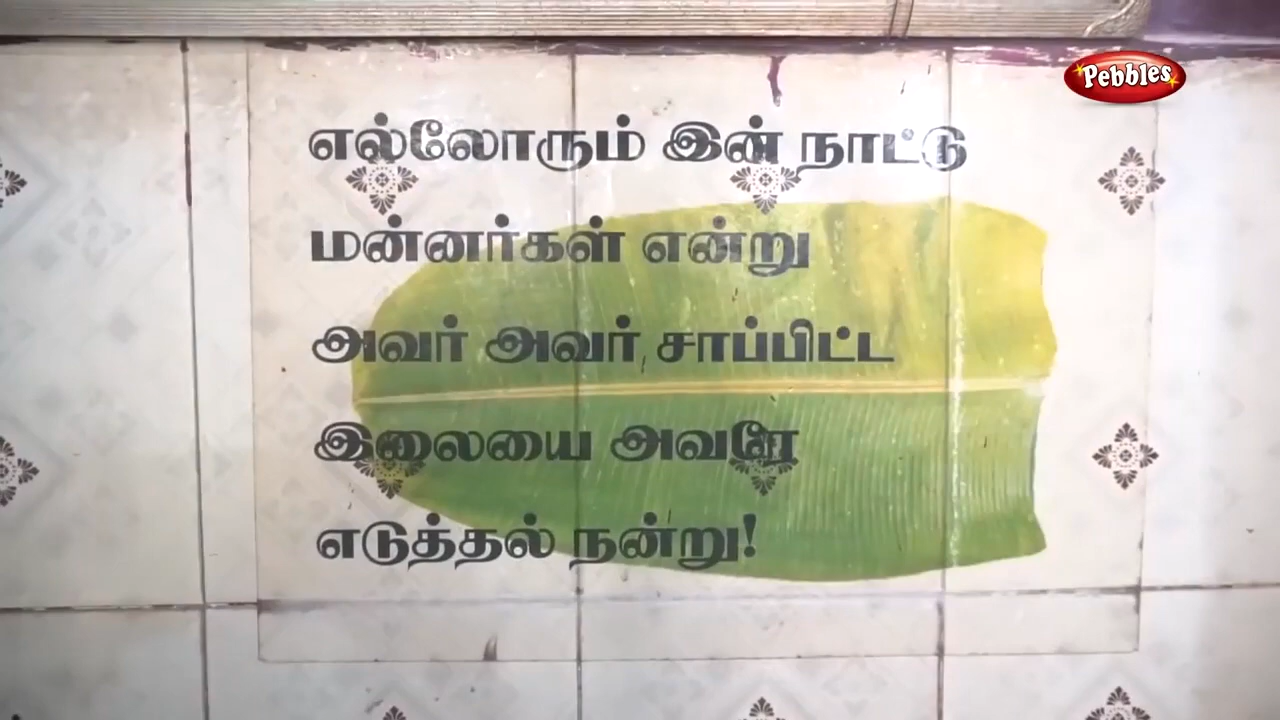 Pebbles
எல்லோரும் இன் நாட்டு
மன்னர்கள் என்று
அவர் அவர் சாப்பிட்ட
இலையை அவரே
எடுத்தல் நன்று!